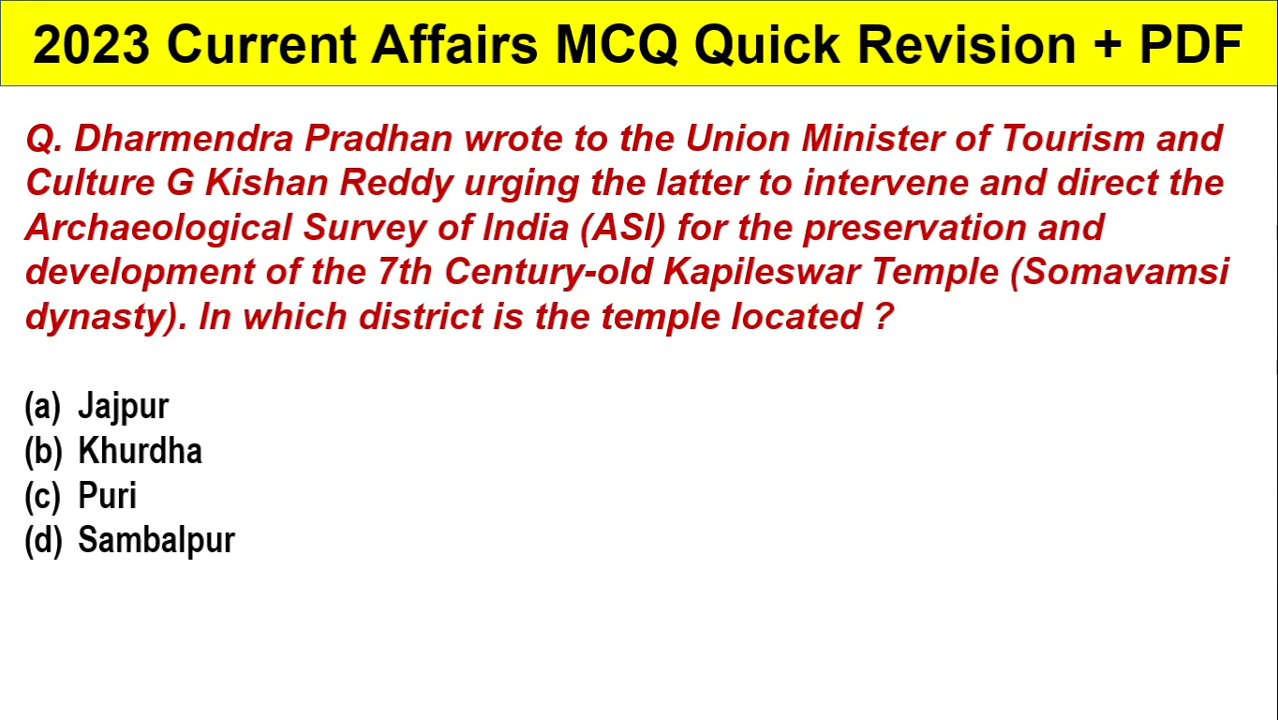 2023 Current Affairs MCQ Quick Revision + PDF
Q. Dharmendra Pradhan wrote to the Union Minister of Tourism and
Culture G Kishan Reddy urging the latter to intervene and direct the
Archaeological Survey of India (ASI) for the preservation and
development of the 7th Century-old Kapileswar Temple (Somavamsi
dynasty). In which district is the temple located ?
(a) Jajpur
(b) Khurdha
(c) Puri
(d) Sambalpur